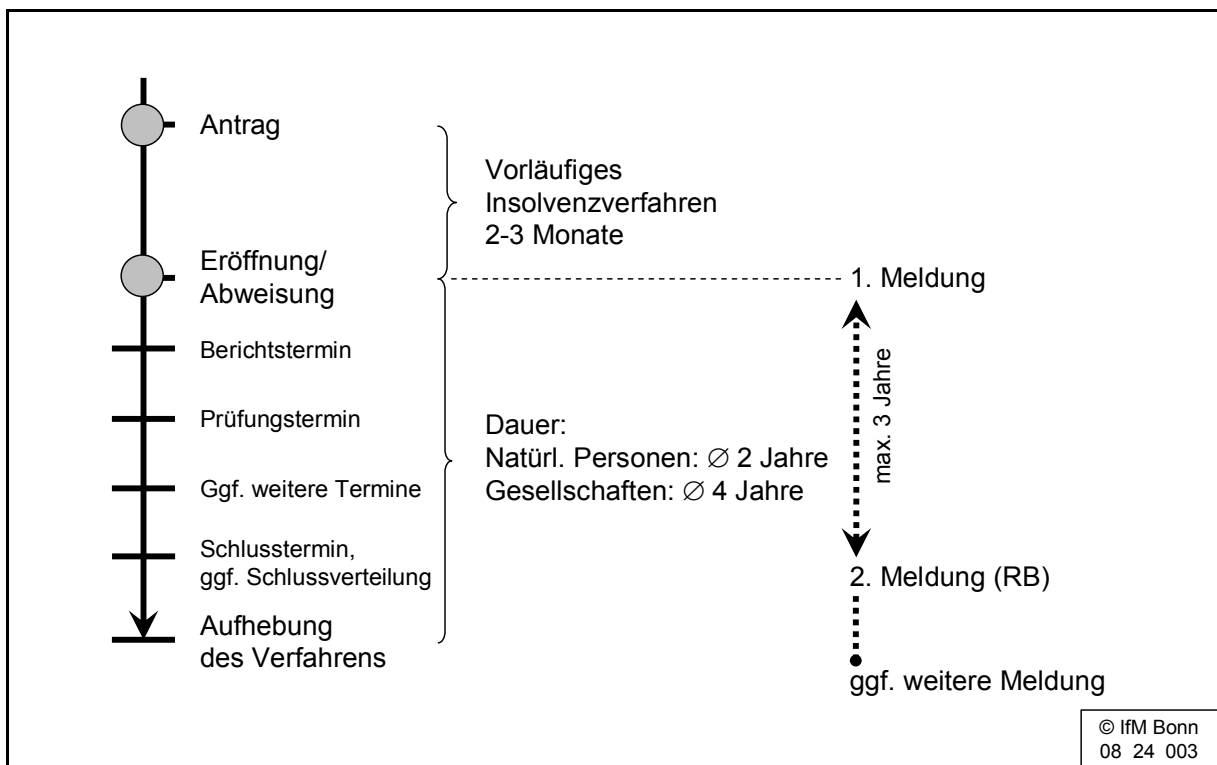 Antrag
Vorläufiges
Insolvenzverfahren
2-3 Monate
Eröffnung/
Abweisung
1. Meldung
Berichtstermin
max. 3 Jahre
Prüfungstermin
Dauer:
Natürl. Personen: ∅ 2 Jahre
Gesellschaften: ∅ 4 Jahre
Ggf. weitere Termine
Schlusstermin,
ggf. Schlussverteilung
2. Meldung (RB)
Aufhebung
des Verfahrens
ggf. weitere Meldung
© IfM Bonn
08 24 003